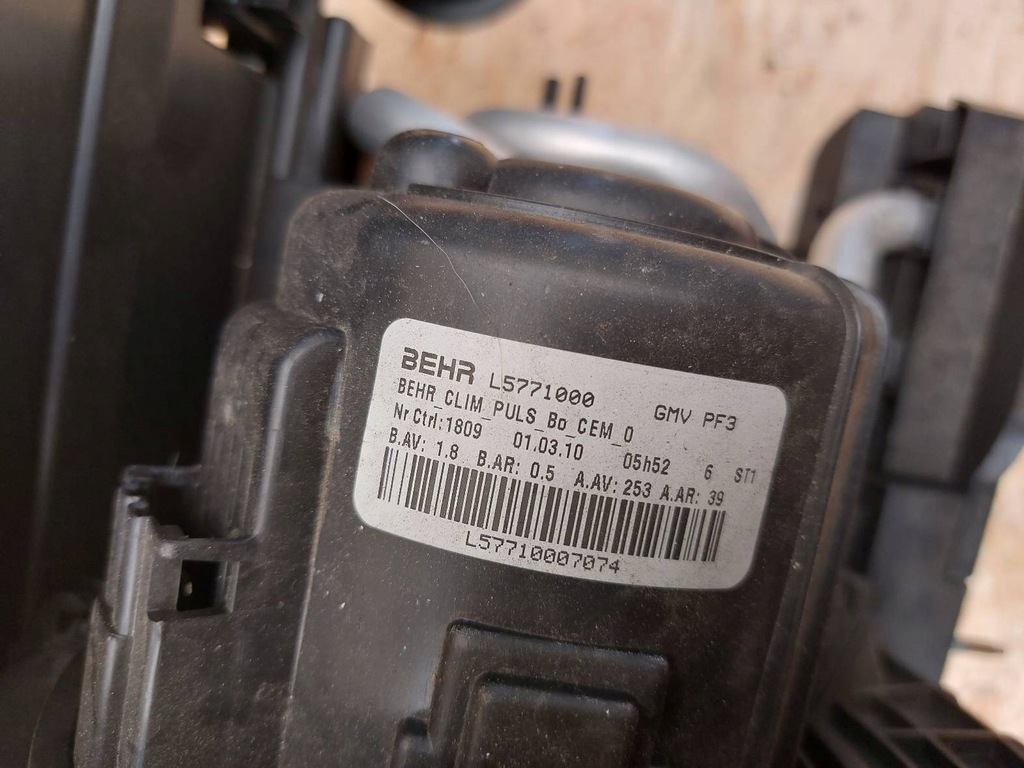 BEHR L5771000 GMV PF3
BEHR_CLIM_PULS_Bo_CEM_0
Nr Ctrl:1809 01.03.10 05h52 6 ST1
B.AV: 1.8 B.AR: 0.5 A.AV: 253 A.AR: 39
L57710007074